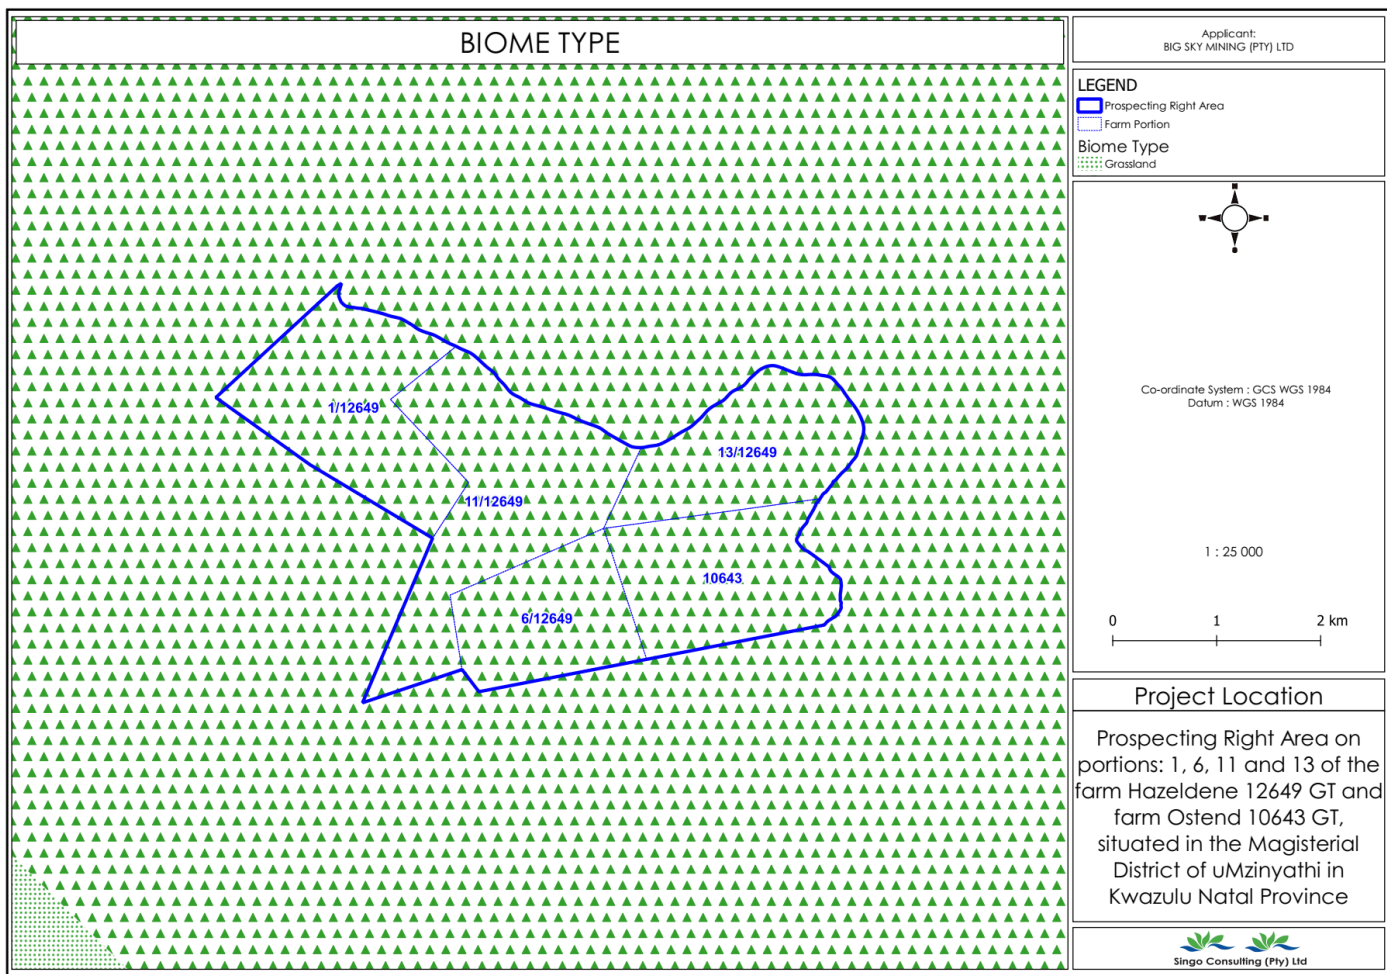 BIOME TYPE
1/12649
11/12649
13/12649
10643
6/12649
Applicant:
BIG SKY MINING (PTY) LTD
LEGEND
Prospecting Right Area
Farm Portion
Biome Type
Grassland
Co-ordinate System : GCS WGS 1984
Datum : WGS 1984
1 : 25 000
0 1 2 km
Project Location
Prospecting Right Area on
portions: 1, 6, 11 and 13 of the
farm Hazeldene 12649 GT and
farm Ostend 10643 GT,
situated in the Magisterial
District of uMzinyathi in
Kwazulu Natal Province
Singo Consulting (Pty) Ltd